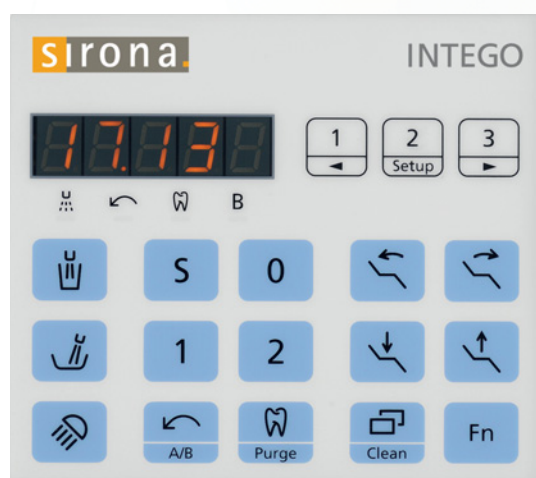 sirona.
INTEGO
17.13
1 2 3
Setup
B
S 0
1 2
A/B Purge Clean Fn